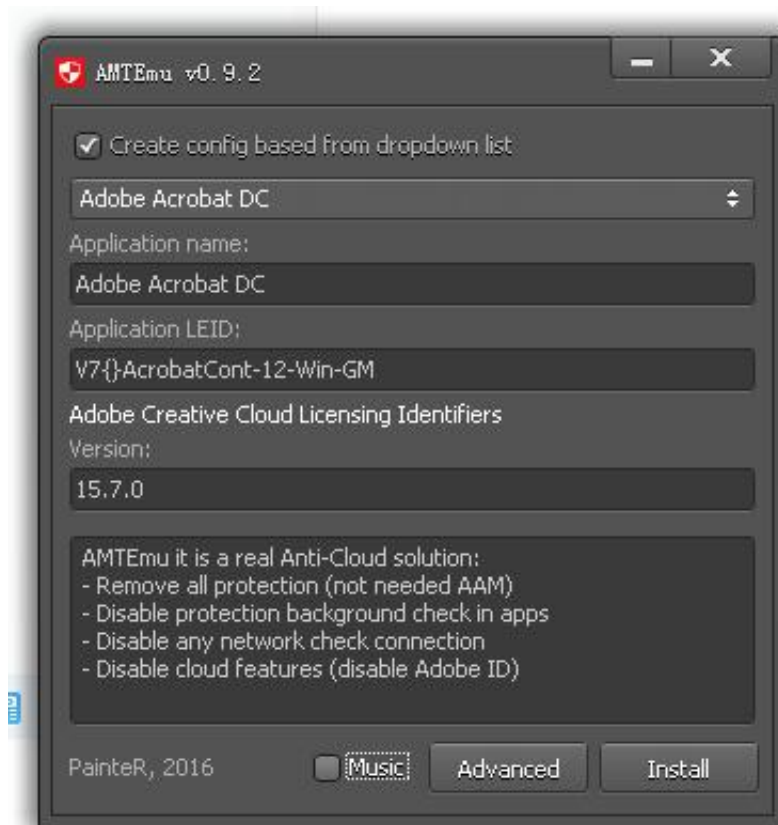 AMTEmu v0.9.2
Create config based from dropdown list
Adobe Acrobat DC
Application name:
Adobe Acrobat DC
Application LEID:
V7{}AcrobatCont-12-Win-GM
Adobe Creative Cloud Licensing Identifiers
Version:
15.7.0
AMTEmu it is a real Anti-Cloud solution:
- Remove all protection (not needed AAM)
- Disable protection background check in apps
- Disable any network check connection
- Disable cloud features (disable Adobe ID)
PainteR, 2016
Music
Advanced
Install